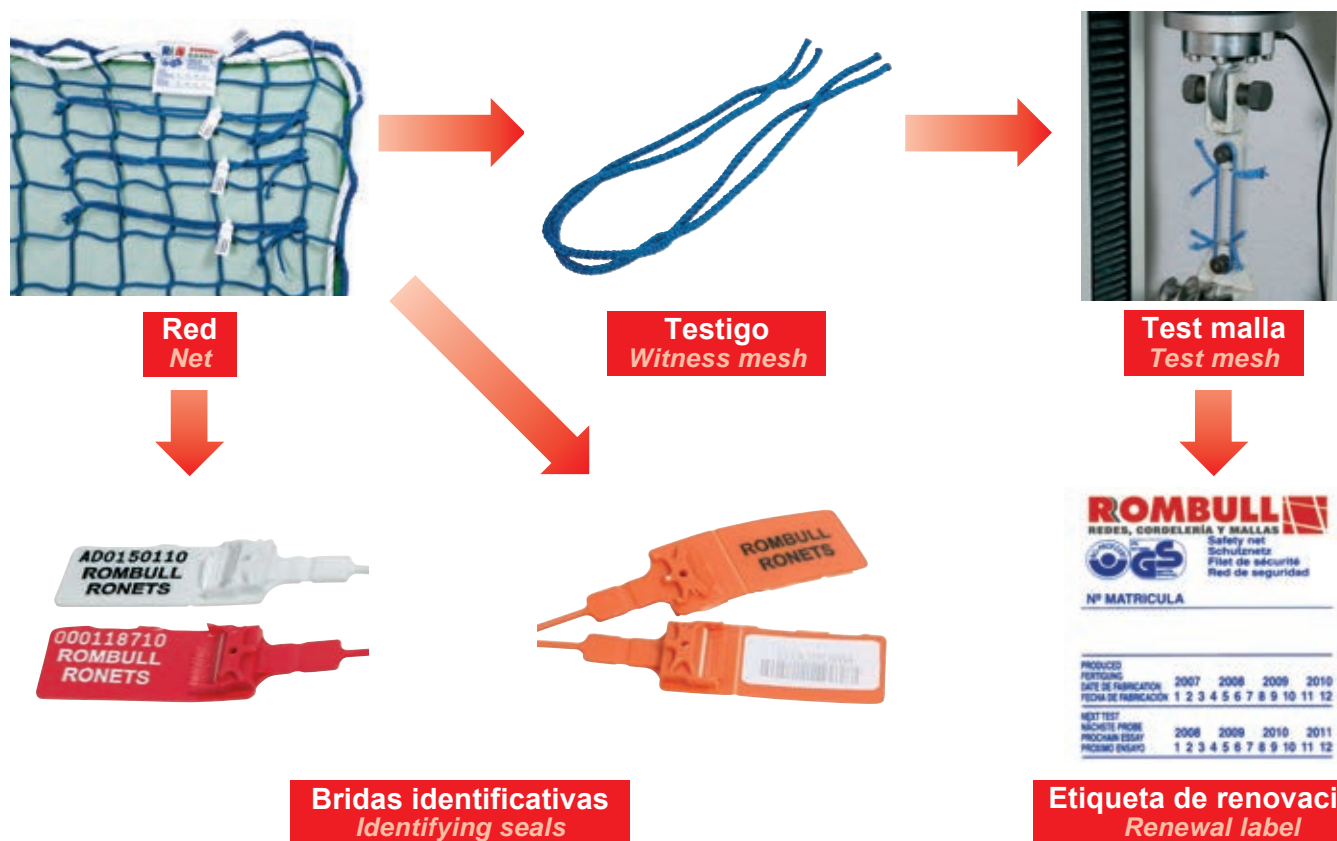 Red
Net
Testigo
Witness mesh
Test malla
Test mesh
AD0150110
ROMBULL
RONETS
000118710
ROMBULL
RONETS
ROMBULL
RONETS
ROMBULL
REDES, CORDELERÍA Y MALLAS
Safety net
Schutznetz
Filet de sécurité
Red de seguridad
GS
Nº MATRICULA
PRODUCED
FERTIGUNG
DATE DE FABRICATION
FECHA DE FABRICACIÓN
2007 2008 2009 2010
1 2 3 4 5 6 7 8 9 10 11 12
NEXT TEST
NÄCHSTE PROBE
PROCHAIN ESSAY
PROXIMO ENSAYO
2008 2009 2010 2011
1 2 3 4 5 6 7 8 9 10 11 12
Bridas identificativas
Identifying seals
Etiqueta de renovaci
Renewal label